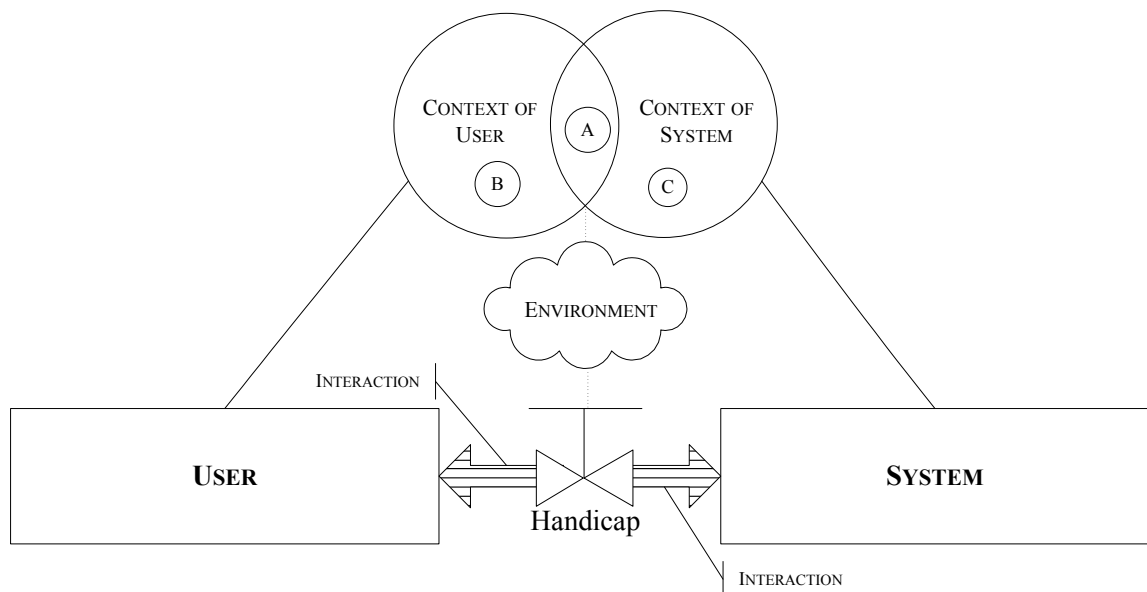 CONTEXT OF
USER
CONTEXT OF
SYSTEM
A
B
C
ENVIRONMENT
INTERACTION
USER
SYSTEM
Handicap
INTERACTION